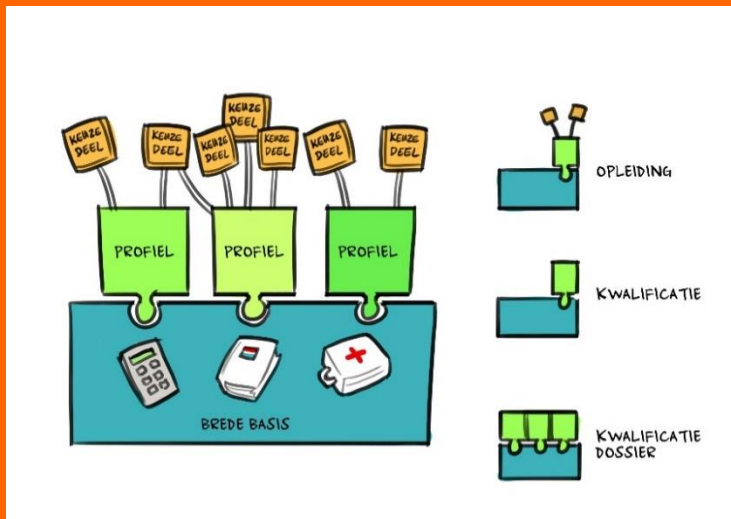 KEUZE
DEEL
KEUZE
DEEL
KEUZE
DEEL
KEUZE
DEEL
KEUZE
DEEL
KEUZE
DEEL
KEUZE
DEEL
PROFIEL
PROFIEL
PROFIEL
BREDE BASIS
OPLEIDING
KWALIFICATIE
KWALIFICATIE
DOSSIER